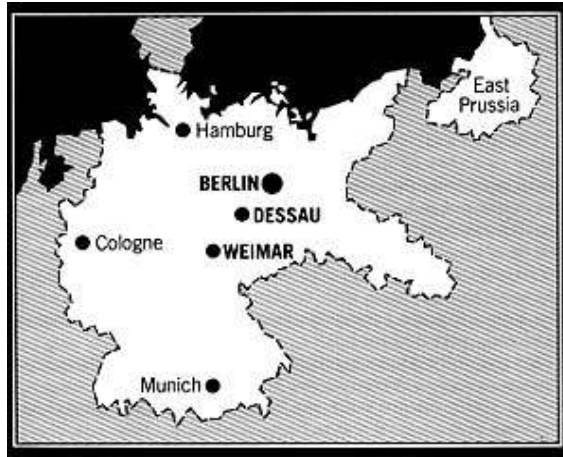 East
Prussia
Hamburg
BERLIN
DESSAU
Cologne
WEIMAR
Munich